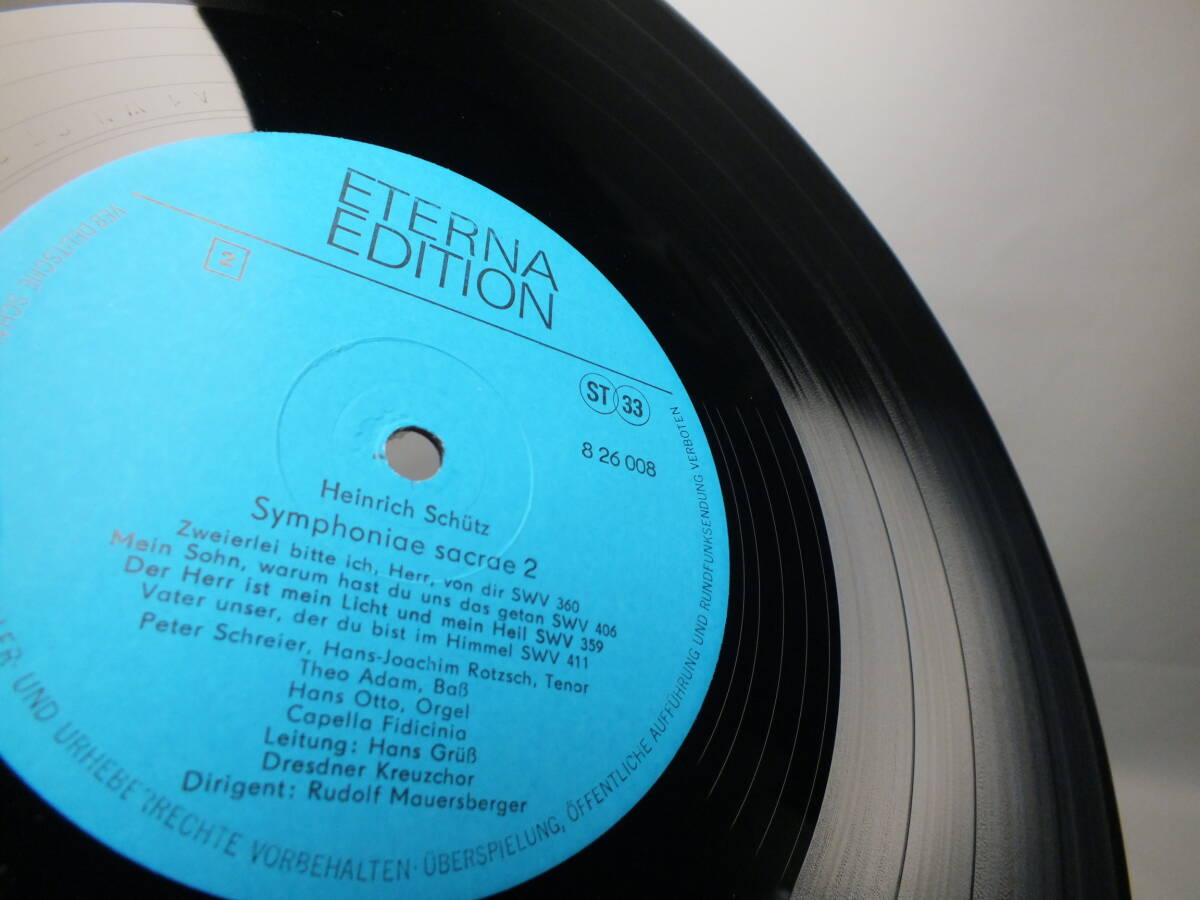 ETERNA
EDITION
2
ST 33
8 26 008
Heinrich Schütz
Symphoniae sacrae 2
Zweierlei bitte ich, Herr, von dir SWV 360
Mein Sohn, warum hast du uns das getan SWV 406
Der Herr ist mein Licht und mein Heil SWV 359
Vater unser, der du bist im Himmel SWV 411
Peter Schreier, Hans-Joachim Rotzsch, Tenor
Theo Adam, Baß
Hans Otto, Orgel
Capella Fidicinia
Leitung: Hans Grüß
Dresdner Kreuzchor
Dirigent: Rudolf Mauersberger
VEB DEUTSCHE
UND URHEBERRECHTE VORBEHALTEN · ÜBERSPIELUNG, ÖFFENTLICHE AUFFÜHRUNG UND RUNDFUNKSENDUNG VERBOTEN